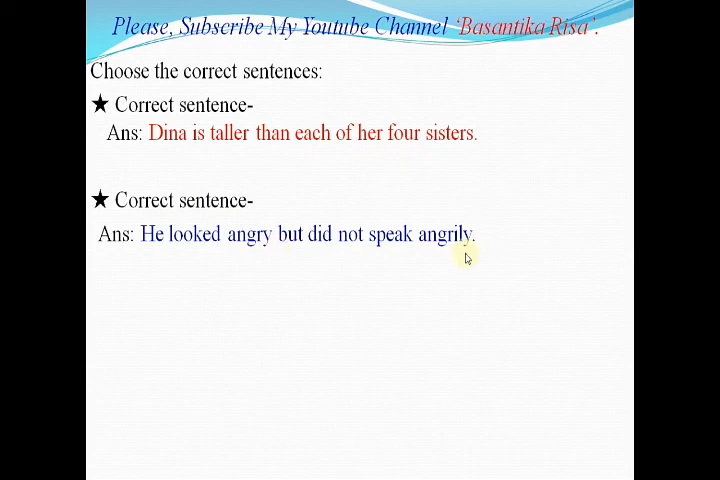 Please, Subscribe My Youtube Channel ‘Basantika Risa’.
Choose the correct sentences:
★ Correct sentence-
Ans: Dina is taller than each of her four sisters.
★ Correct sentence-
Ans: He looked angry but did not speak angrily.